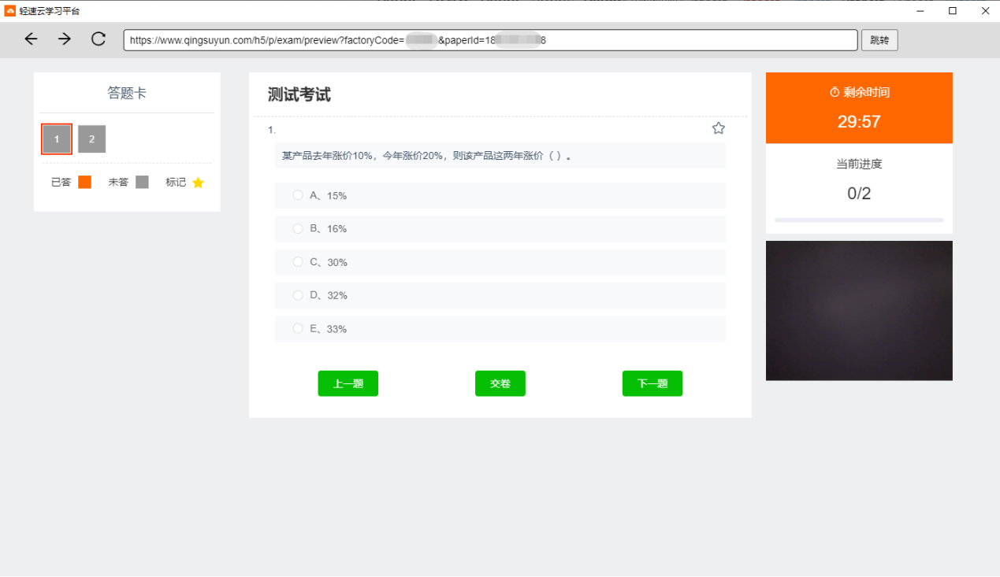 轻速云学习平台
https://www.qingsuyun.com/h5/p/exam/preview?factoryCode= &paperId=18 8
跳转
答题卡
1 2
已答 未答 标记
测试考试
1.
某产品去年涨价10%，今年涨价20%，则该产品这两年涨价（ ）。
A、15%
B、16%
C、30%
D、32%
E、33%
上一题 交卷 下一题
剩余时间
29:57
当前进度
0/2